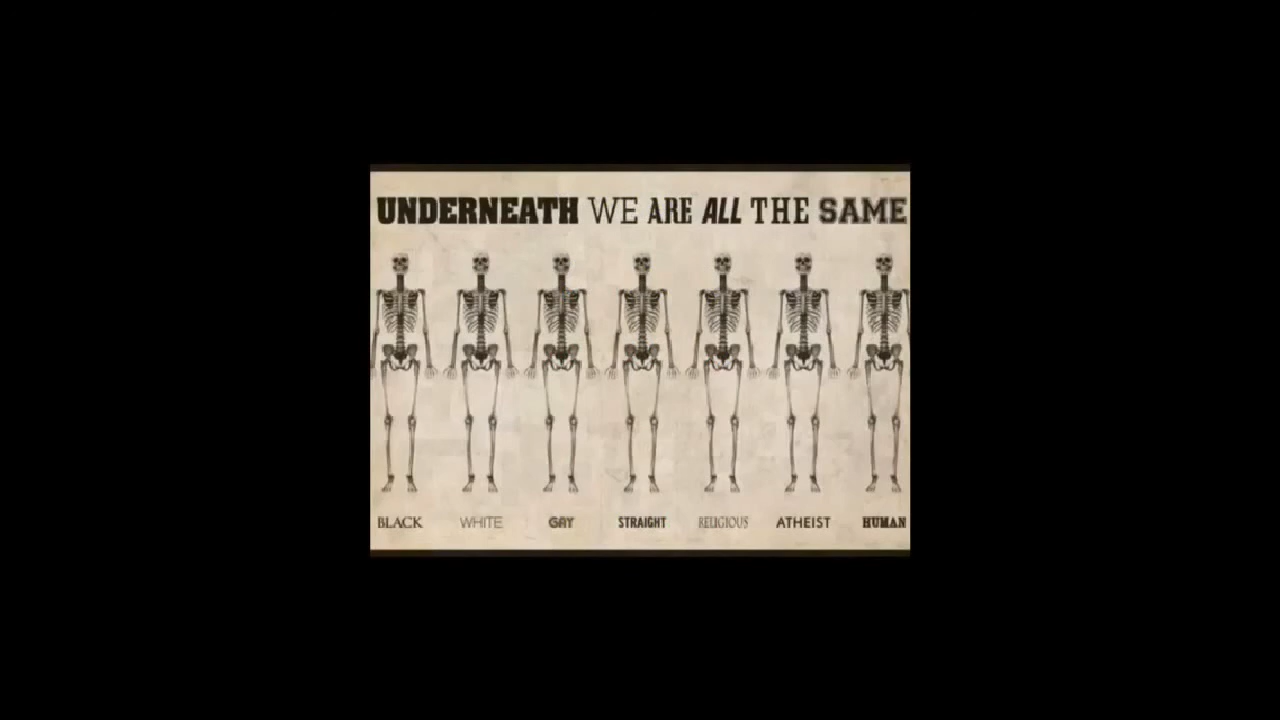 UNDERNEATH WE ARE ALL THE SAME
BLACK WHITE GAY STRAIGHT RELIGIOUS ATHEIST HUMAN